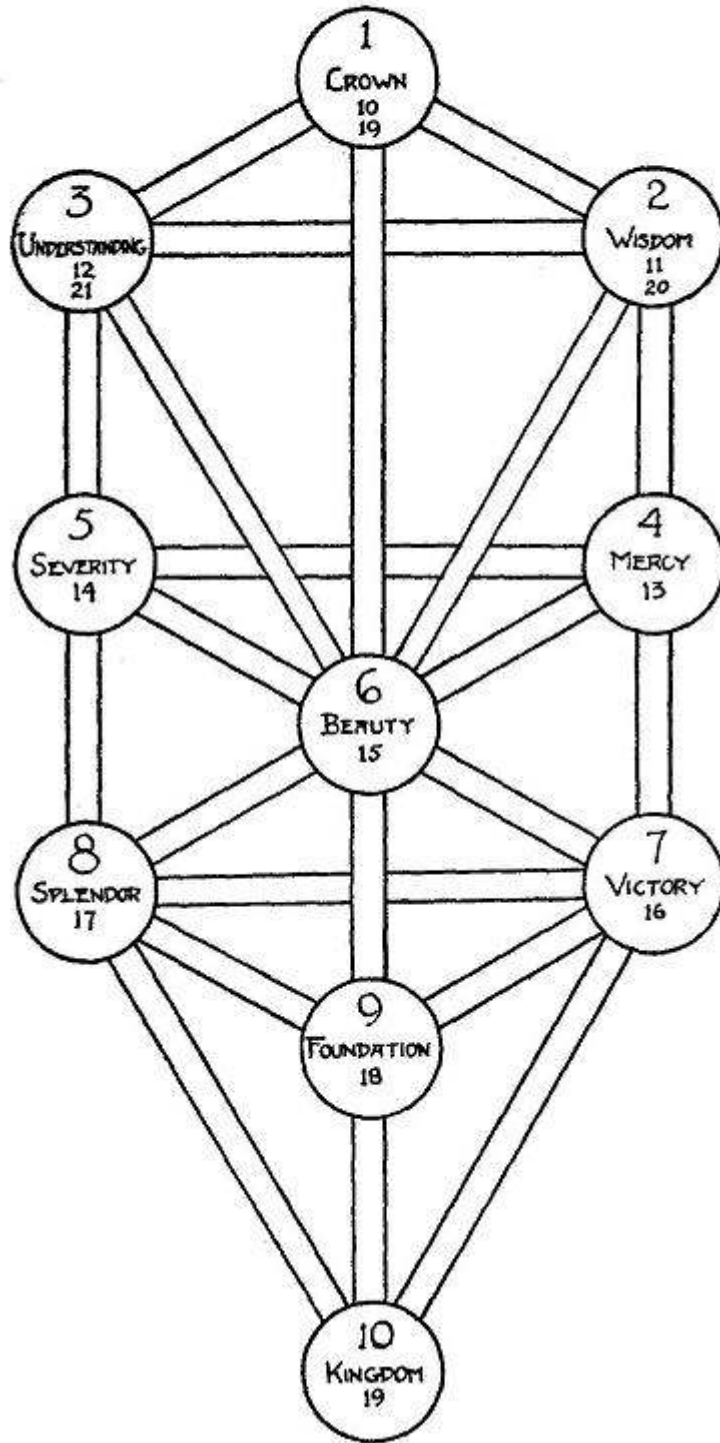 1
CROWN
10
19
3
UNDERSTANDING
12
21
2
WISDOM
11
20
5
SEVERITY
14
4
MERCY
13
6
BEAUTY
15
8
SPLENDOR
17
7
VICTORY
16
9
FOUNDATION
18
10
KINGDOM
19